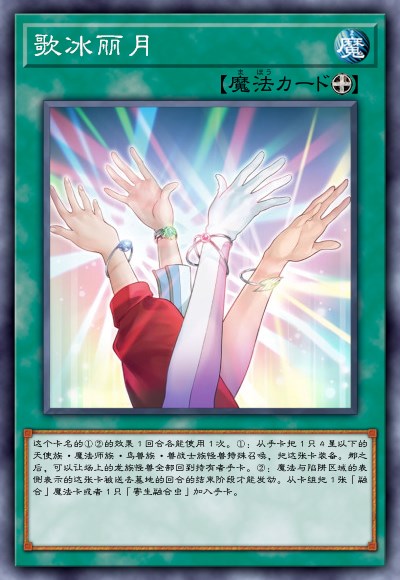 歌冰丽月
魔
【魔法カード】
ま ほう
这个卡名的①②的效果1回合各能使用1次。①：从手卡把1只4星以下的
天使族·魔法师族·鸟兽族·兽战士族怪兽特殊召唤，把这张卡装备。那之
后，可以让场上的龙族怪兽全部回到持有者手卡。②：魔法与陷阱区域的表
侧表示的这张卡被送去墓地的回合的结束阶段才能发动。从卡组把1张「融
合」魔法卡或者1只「寄生融合虫」加入手卡。